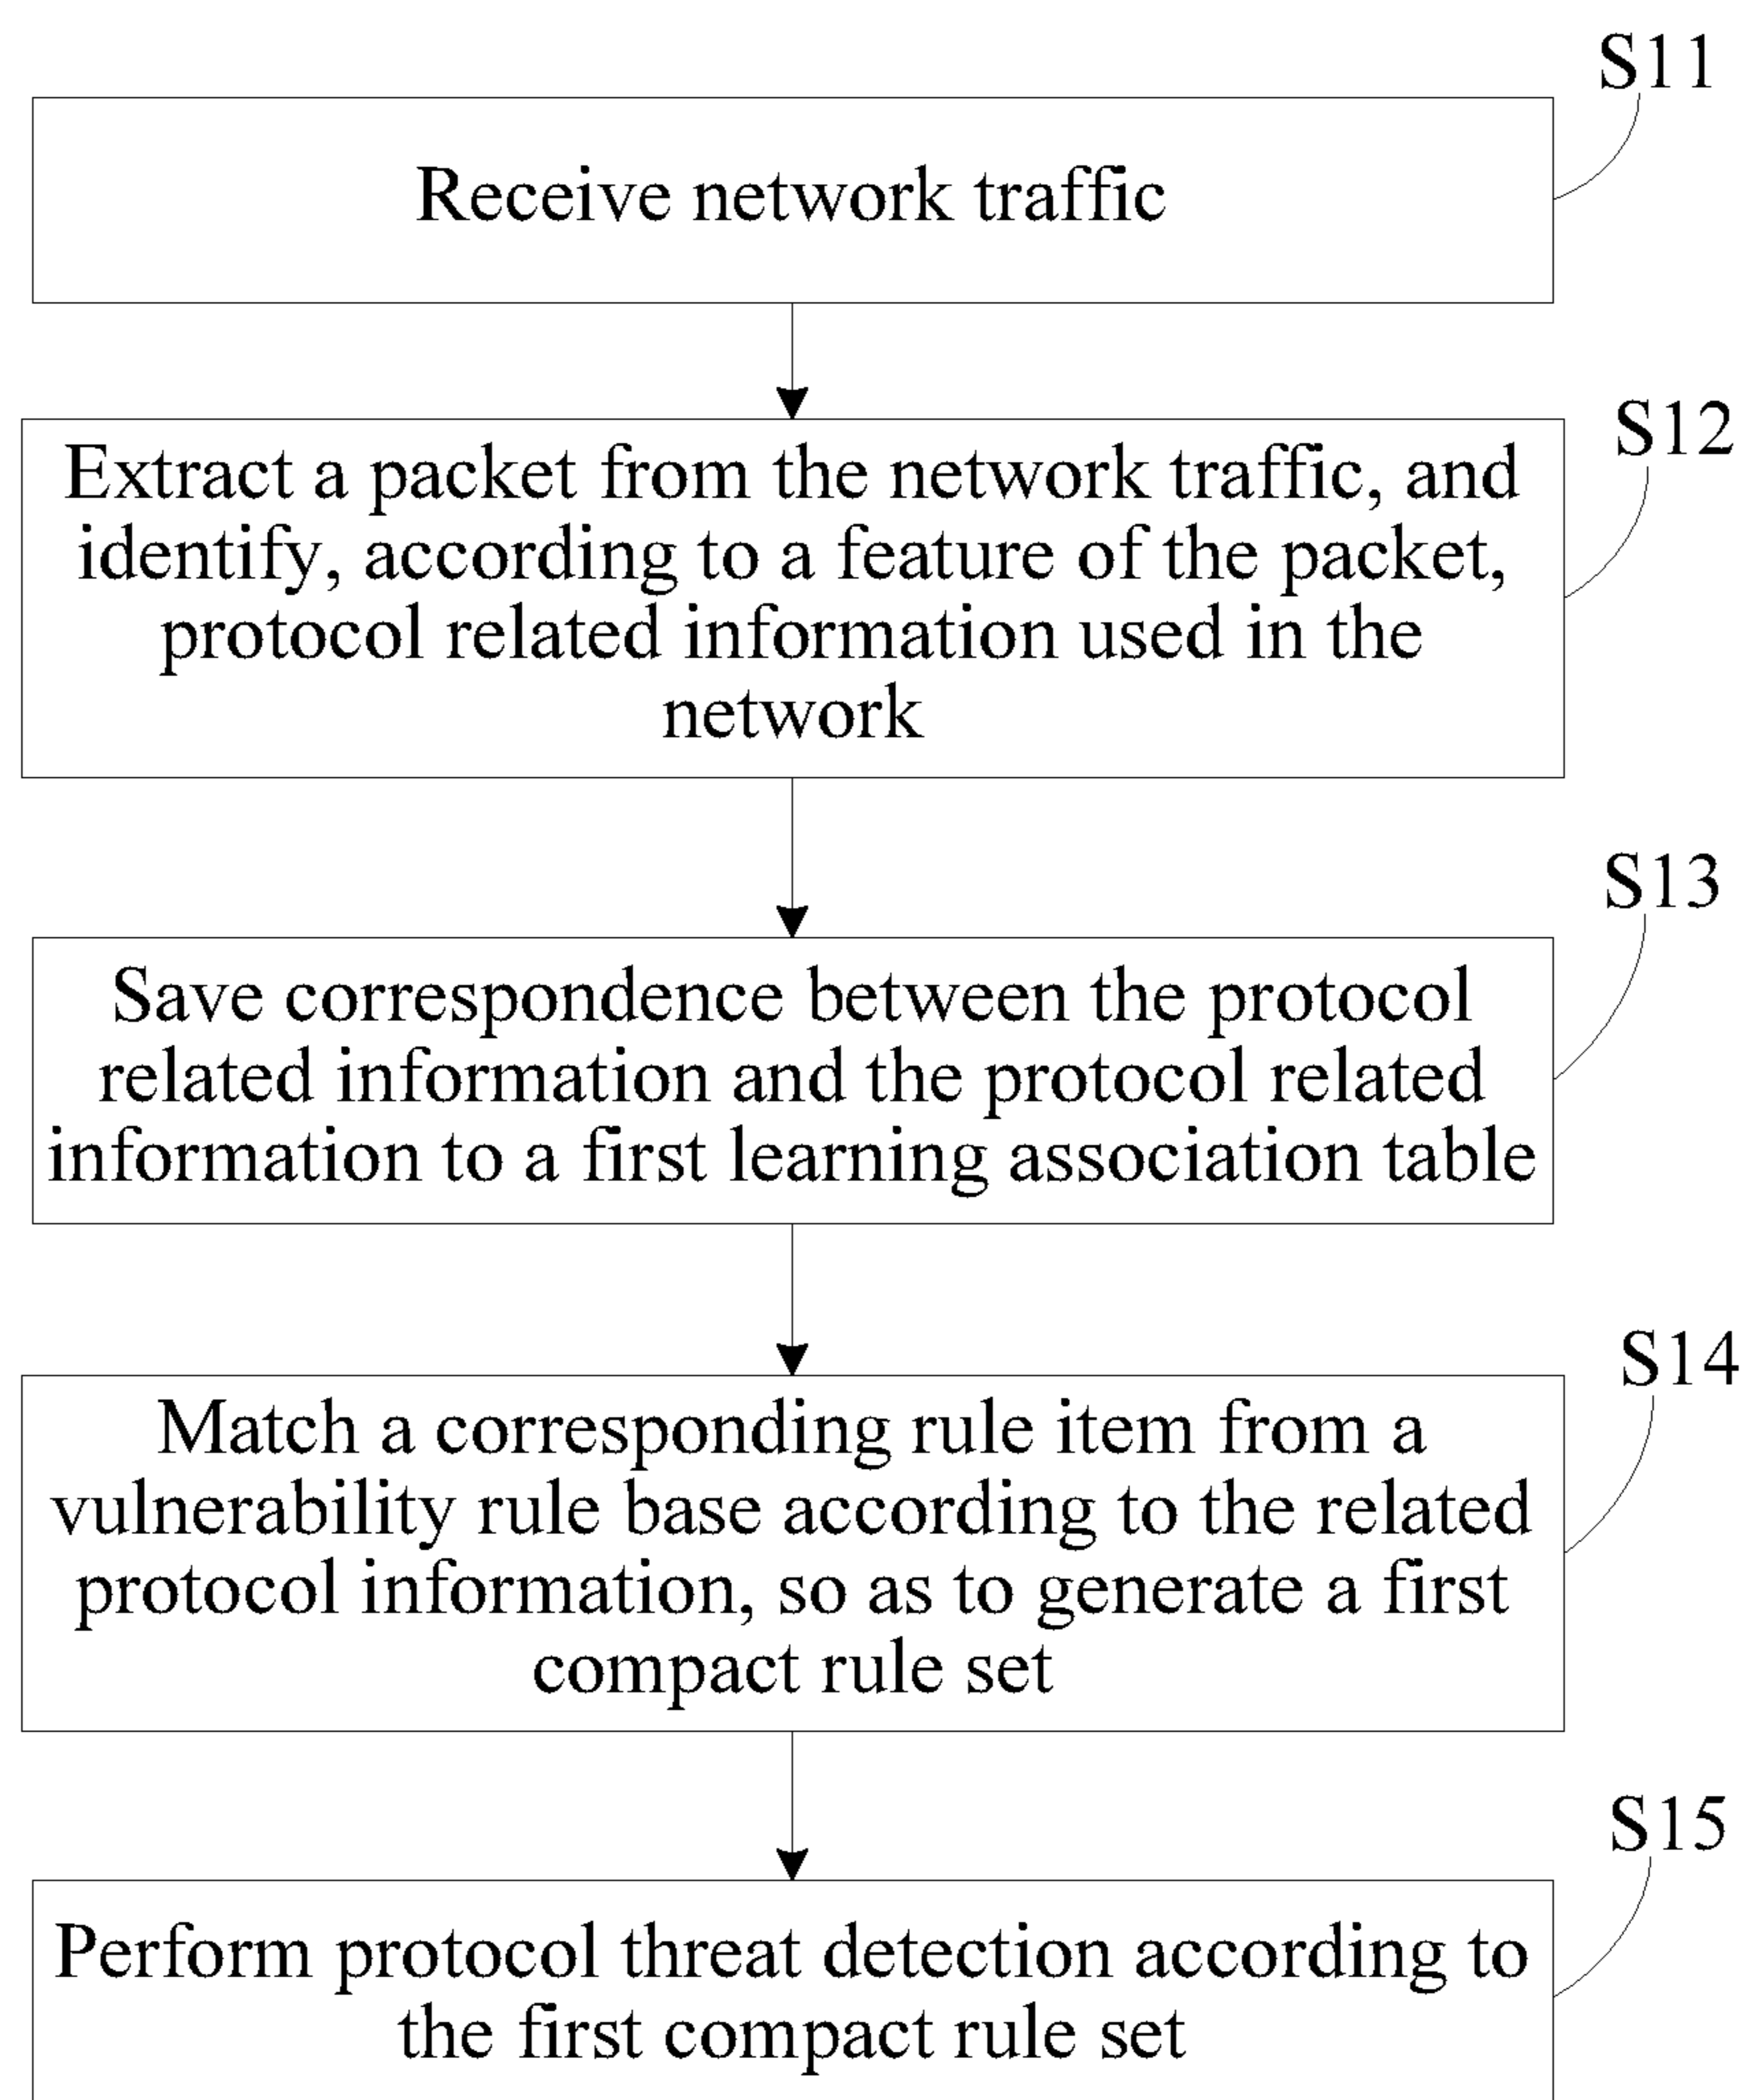 S11
Receive network traffic
S12
Extract a packet from the network traffic, and
identify, according to a feature of the packet,
protocol related information used in the
network
S13
Save correspondence between the protocol
related information and the protocol related
information to a first learning association table
S14
Match a corresponding rule item from a
vulnerability rule base according to the related
protocol information, so as to generate a first
compact rule set
S15
Perform protocol threat detection according to
the first compact rule set